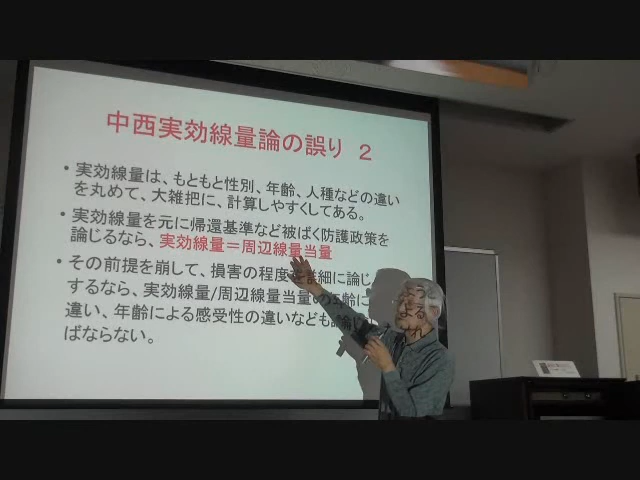 中西実効線量論の誤り 2
• 実効線量は、もともと性別、年齢、人種などの違い
を丸めて、大雑把に、計算しやすくしてある。
• 実効線量を元に帰還基準など被ばく防護政策を
論じるなら、実効線量＝周辺線量当量
• その前提を崩して、損害の程度を詳細に論じ
するなら、実効線量/周辺線量当量の年齢に
違い、年齢による感受性の違いなども
ばならない。